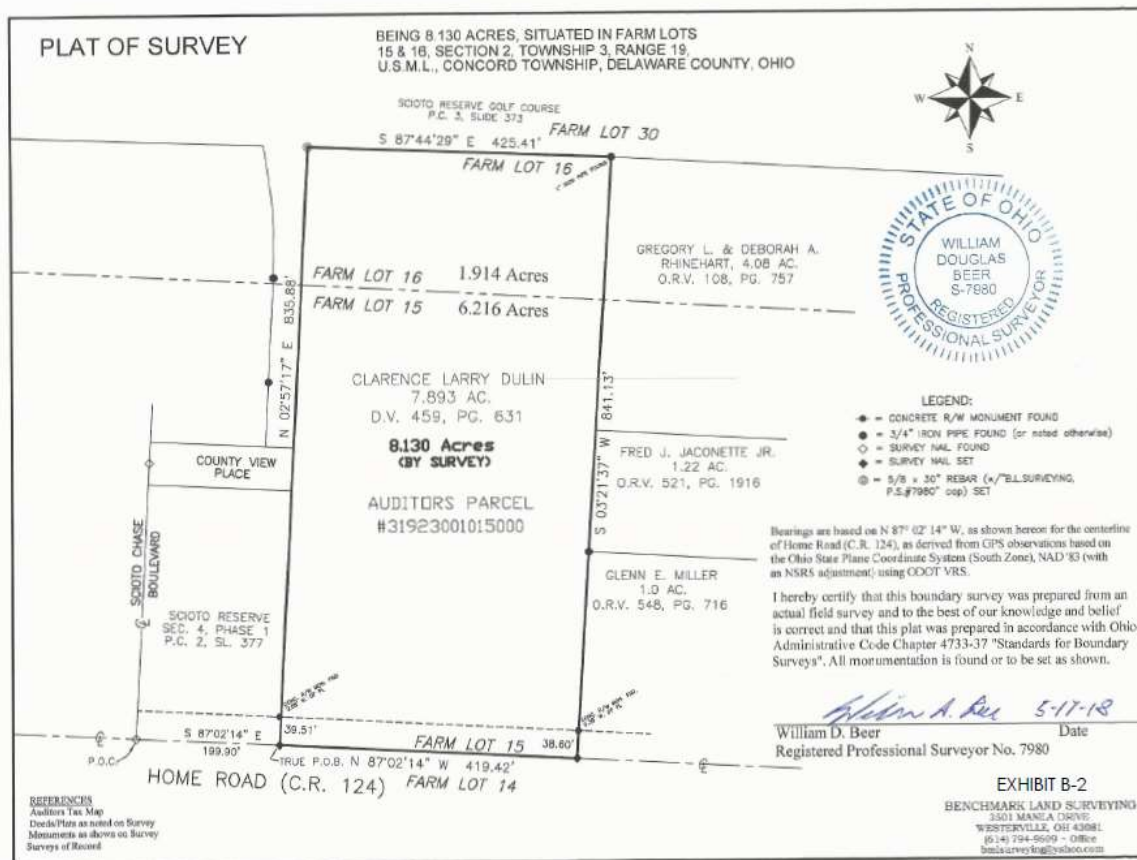 PLAT OF SURVEY
BEING 8.130 ACRES, SITUATED IN FARM LOTS
15 & 16, SECTION 2, TOWNSHIP 3, RANGE 19,
U.S.M.L., CONCORD TOWNSHIP, DELAWARE COUNTY, OHIO
N
W E
S
SCIOTO RESERVE GOLF COURSE
P.C. 3, SLIDE 373
FARM LOT 30
S 87°44'29" E 425.41'
FARM LOT 16
1" IRON PIPE FOUND
STATE OF OHIO
WILLIAM
DOUGLAS
BEER
S-7980
REGISTERED
PROFESSIONAL SURVEYOR
GREGORY L. & DEBORAH A.
RHINEHART, 4.08 AC.
O.R.V. 108, PG. 757
FARM LOT 16 1.914 Acres
FARM LOT 15 6.216 Acres
N 02°57'17" E 835.88'
CLARENCE LARRY DULIN
7.893 AC.
D.V. 459, PG. 631
8.130 Acres
(BY SURVEY)
AUDITORS PARCEL
#31923001015000
S 03°21'37" W 841.13'
FRED J. JACONETTE JR.
1.22 AC.
O.R.V. 521, PG. 1916
GLENN E. MILLER
1.0 AC.
O.R.V. 548, PG. 716
COUNTY VIEW
PLACE
SCIOTO CHASE
BOULEVARD
SCIOTO RESERVE
SEC. 4, PHASE 1
P.C. 2, SL. 377
LEGEND:
= CONCRETE R/W MONUMENT FOUND
= 3/4" IRON PIPE FOUND (or noted otherwise)
= SURVEY NAIL FOUND
= SURVEY NAIL SET
= 5/8 x 30" REBAR (w/"B.L.SURVEYING,
P.S.#7980" cap) SET
Bearings are based on N 87° 02' 14" W, as shown hereon for the centerline
of Home Road (C.R. 124), as derived from GPS observations based on
the Ohio State Plane Coordinate System (South Zone), NAD '83 (with
an NSRS adjustment) using ODOT VRS.
I hereby certify that this boundary survey was prepared from an
actual field survey and to the best of our knowledge and belief
is correct and that this plat was prepared in accordance with Ohio
Administrative Code Chapter 4733-37 "Standards for Boundary
Surveys". All monumentation is found or to be set as shown.
5-17-18
William D. Beer Date
Registered Professional Surveyor No. 7980
S 87°02'14" E
199.90'
39.51'
FARM LOT 15
38.60'
P.O.C.
TRUE P.O.B. N 87°02'14" W 419.42'
HOME ROAD (C.R. 124) FARM LOT 14
REFERENCES
Auditors Tax Map
Deeds/Plats as noted on Survey
Monuments as shown on Survey
Surveys of Record
EXHIBIT B-2
BENCHMARK LAND SURVEYING
3501 MANILA DRIVE
WESTERVILLE, OH 43081
(614) 794-9609 - Office